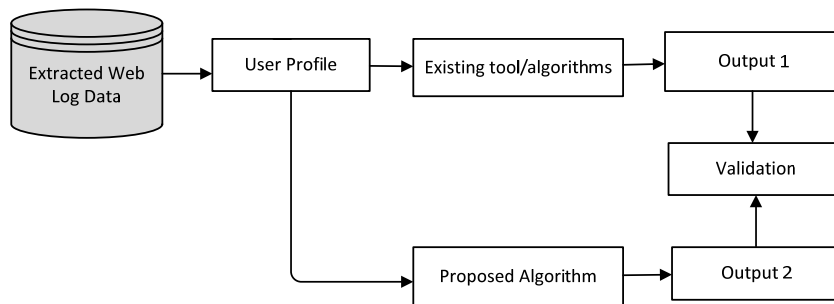 Extracted Web
Log Data
User Profile
Existing tool/algorithms
Output 1
Validation
Proposed Algorithm
Output 2